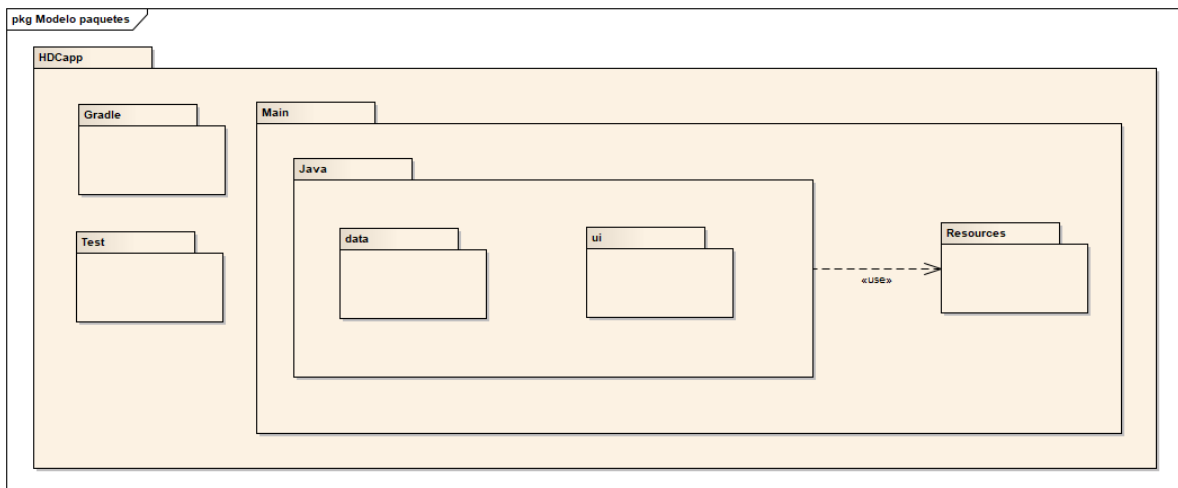 pkg Modelo paquetes
HDCapp
Gradle
Main
Java
data
ui
Test
Resources
«use»